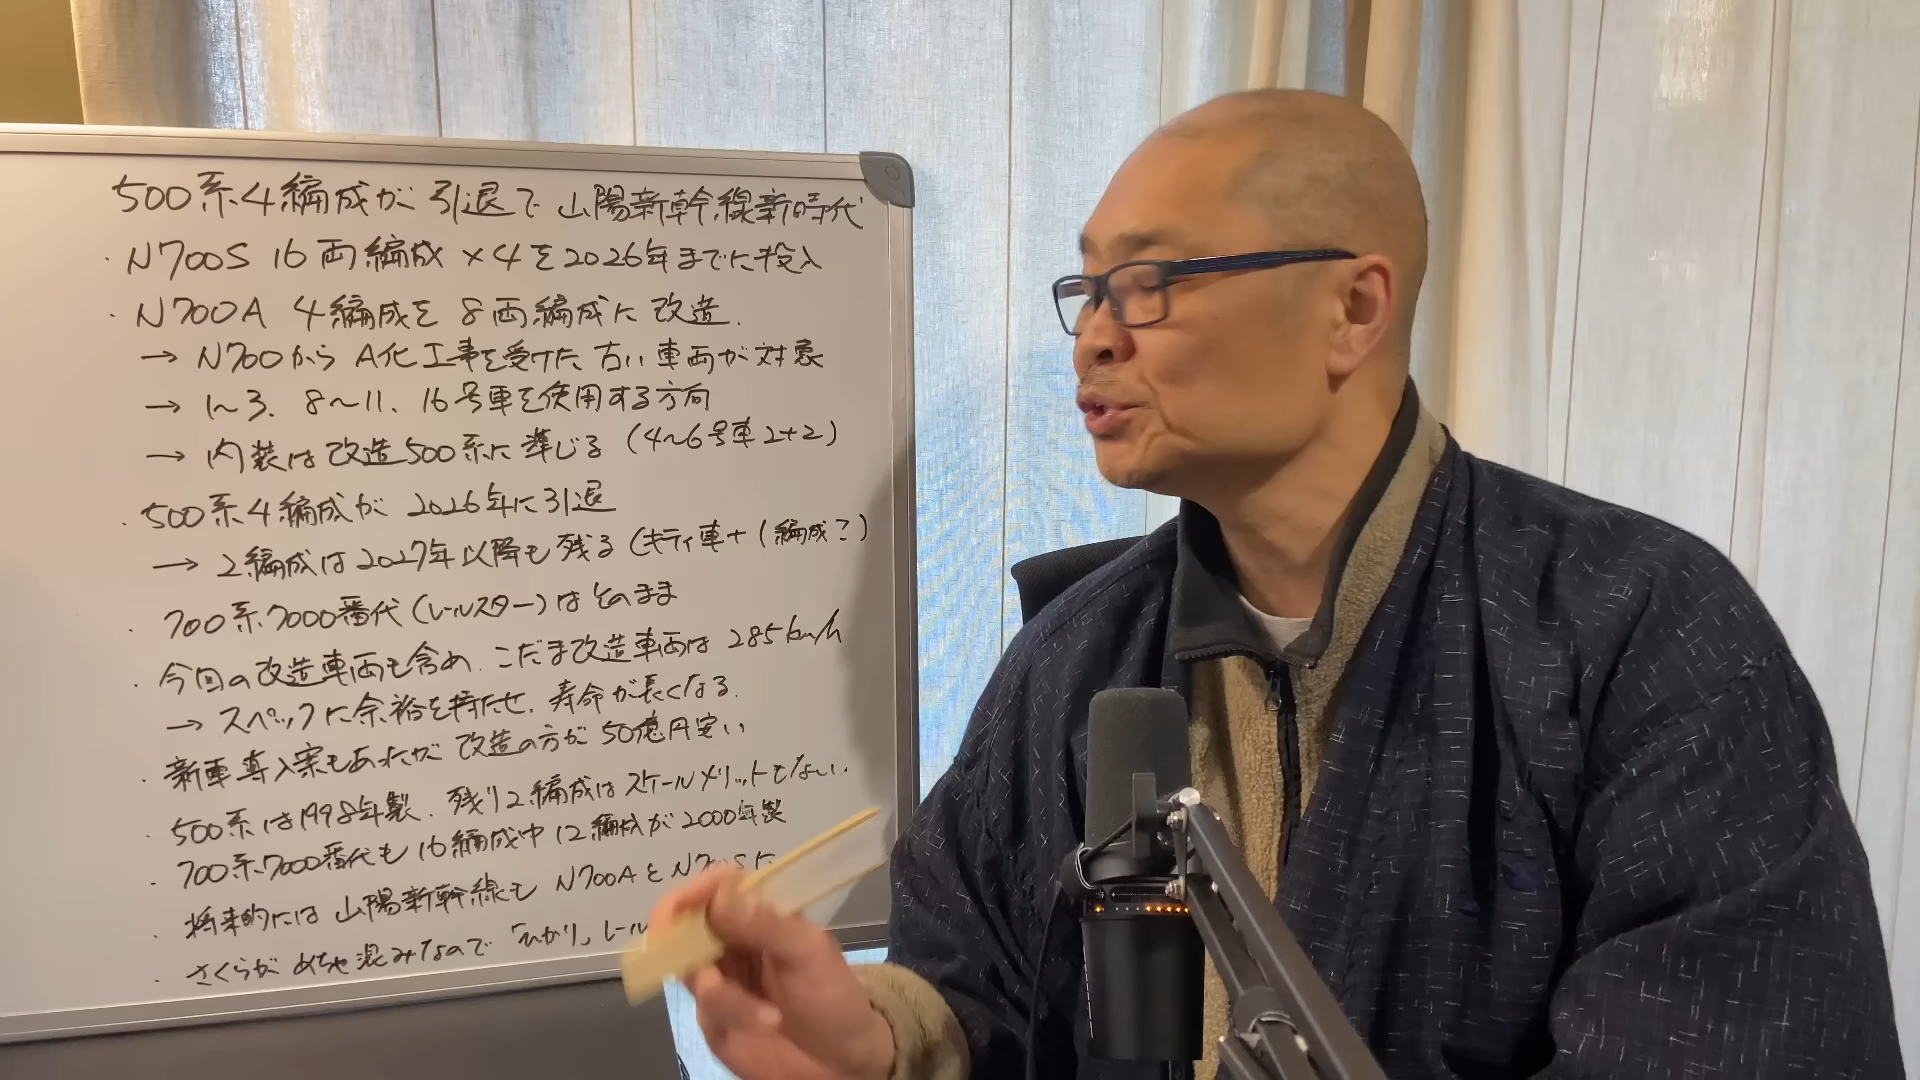 500系4編成が引退で山陽新幹線新時代
・N700S 16両編成×4を2026年までに投入
・N700A 4編成を8両編成に改造.
→ N700からA化工事を受けた古い車両が対象
→ 1〜3、8〜11、16号車を使用する方向
→ 内装は改造500系に準じる(4〜6号車2+2)
・500系4編成が2026年に引退
→ 2編成は2027年以降も残る(キティ車+1編成?)
・700系7000番代(レールスター)はそのまま
・今回の改造車両も含め、こだま改造車両は285km/h
→ スペックに余裕を持たせ、寿命が長くなる.
・新車導入案もあったが改造の方が50億円安い
・500系は1998年製、残り2編成はスケールメリットもない.
・700系7000番代も16編成中12編成が2000年製
・将来的には山陽新幹線もN700AとN700Sに
・さくらがめちゃ混みなので「ひかり」レール